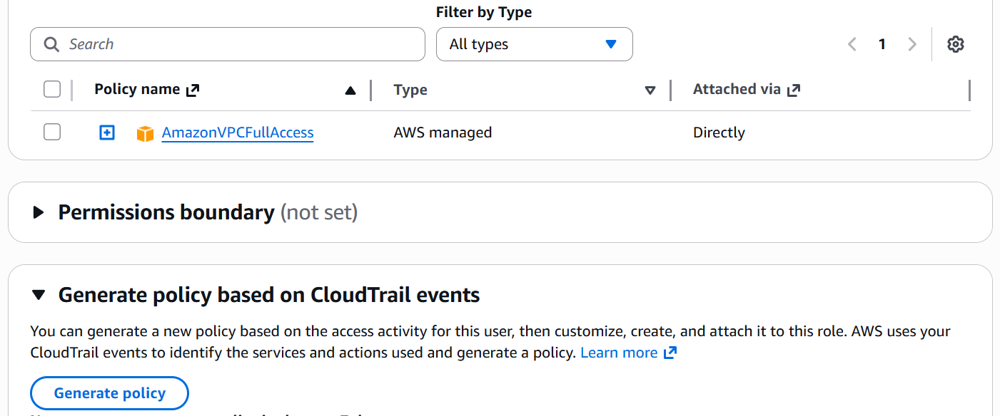 Filter by Type
Search
All types
1
Policy name
Type
Attached via
AmazonVPCFullAccess
AWS managed
Directly
Permissions boundary (not set)
Generate policy based on CloudTrail events
You can generate a new policy based on the access activity for this user, then customize, create, and attach it to this role. AWS uses your
CloudTrail events to identify the services and actions used and generate a policy. Learn more
Generate policy